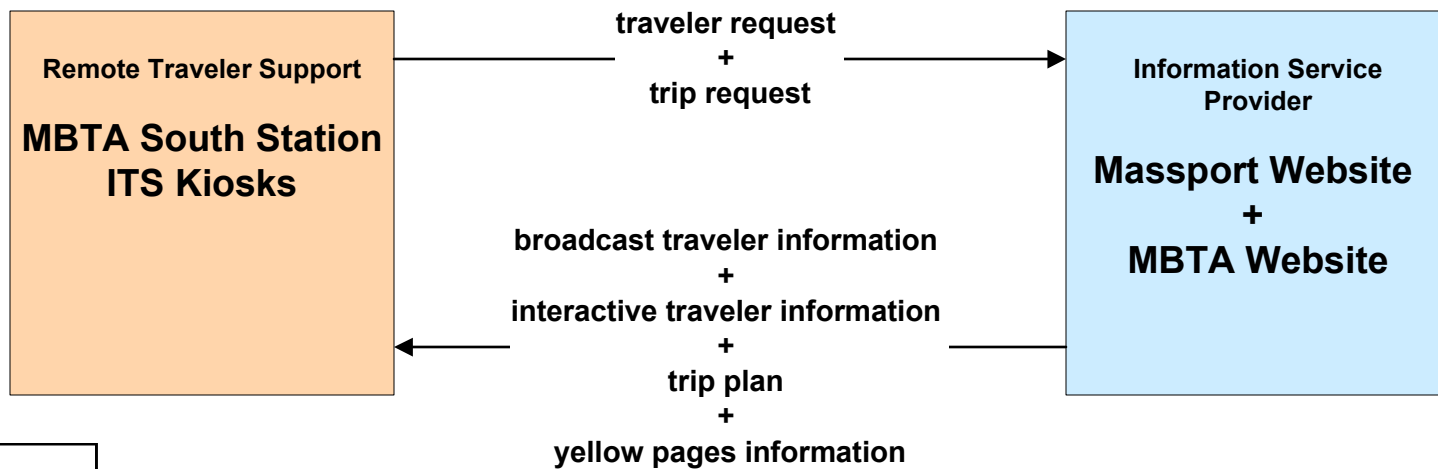 Remote Traveler Support
MBTA South Station
ITS Kiosks
traveler request
+
trip request
broadcast traveler information
+
interactive traveler information
+
trip plan
+
yellow pages information
Information Service
Provider
Massport Website
+
MBTA Website